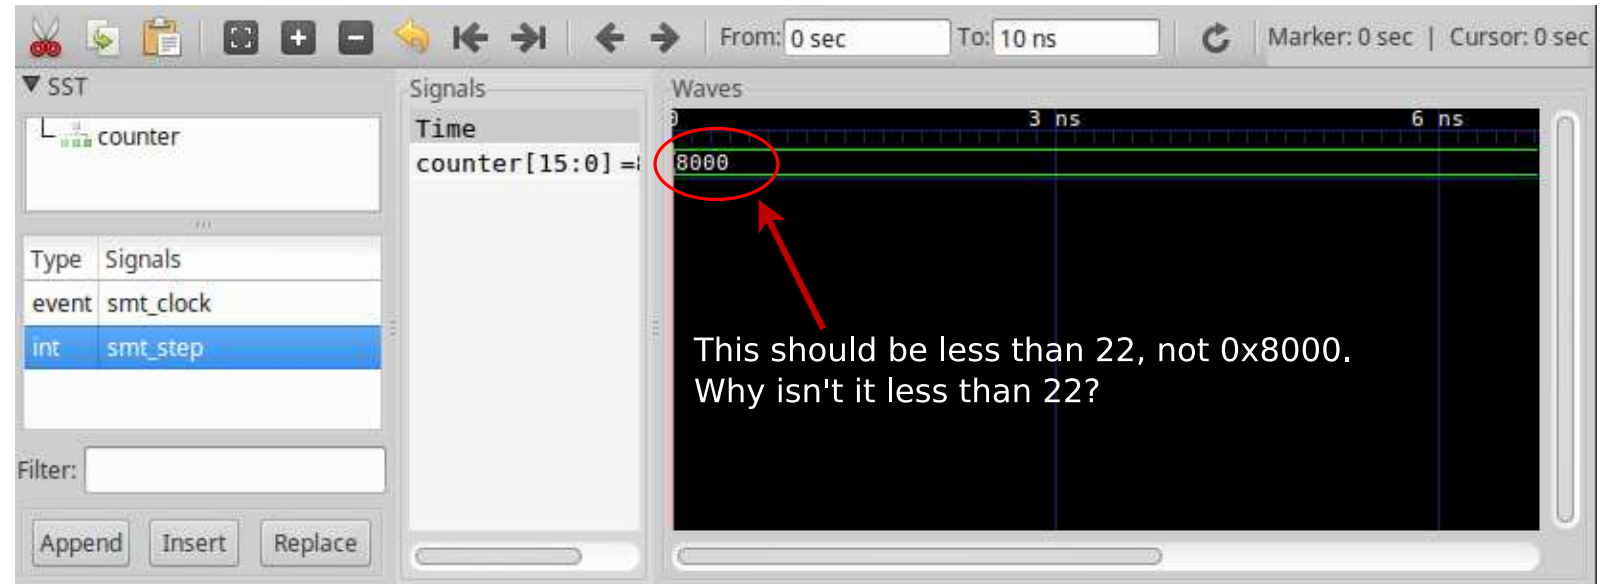 From: 0 sec To: 10 ns Marker: 0 sec | Cursor: 0 sec
SST
counter
Type Signals
event smt_clock
int smt_step
Filter:
Append Insert Replace
Signals
Time
counter[15:0] =
Waves
0 3 ns 6 ns
8000
This should be less than 22, not 0x8000.
Why isn't it less than 22?